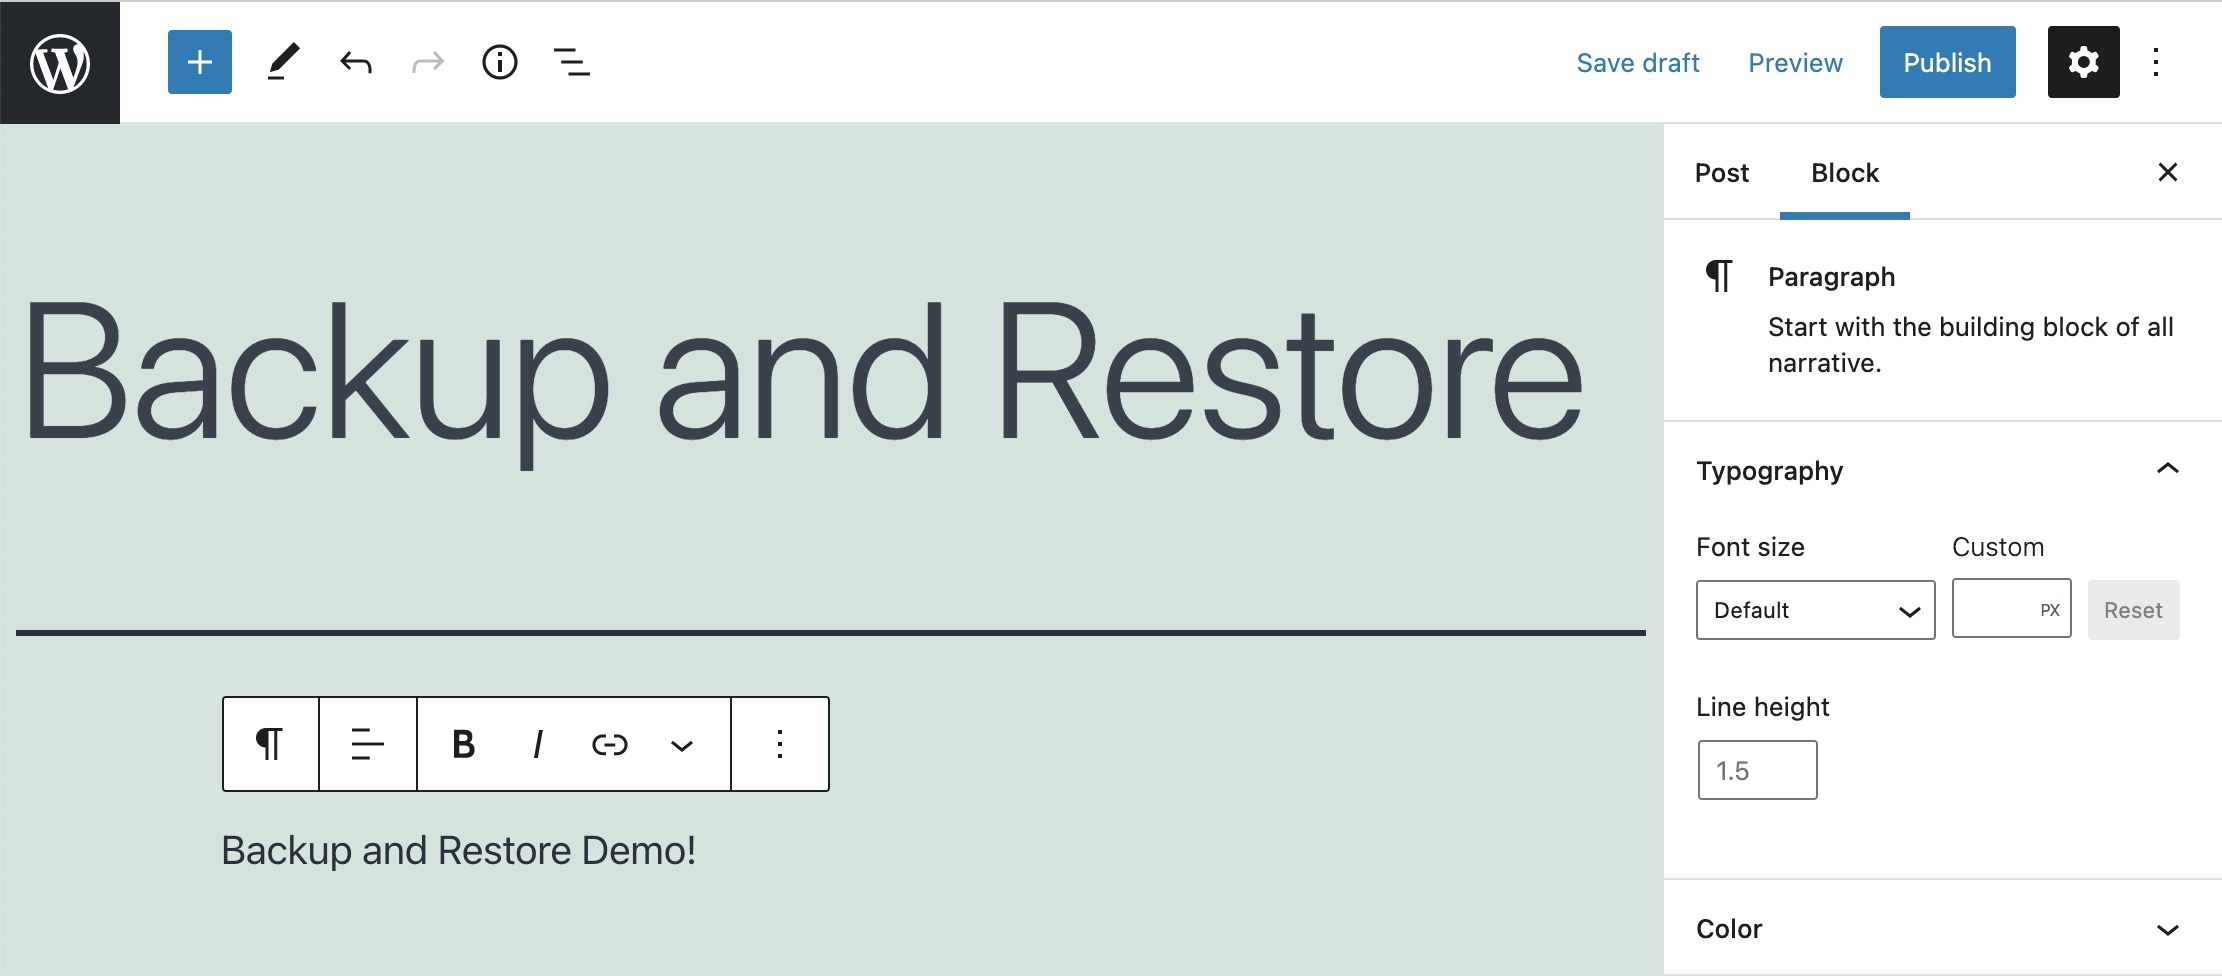 Save draft
Preview
Publish
Post
Block
Backup and Restore
Paragraph
Start with the building block of all
narrative.
Typography
Font size
Custom
Default
PX
Reset
Line height
1.5
B I
Backup and Restore Demo!
Color